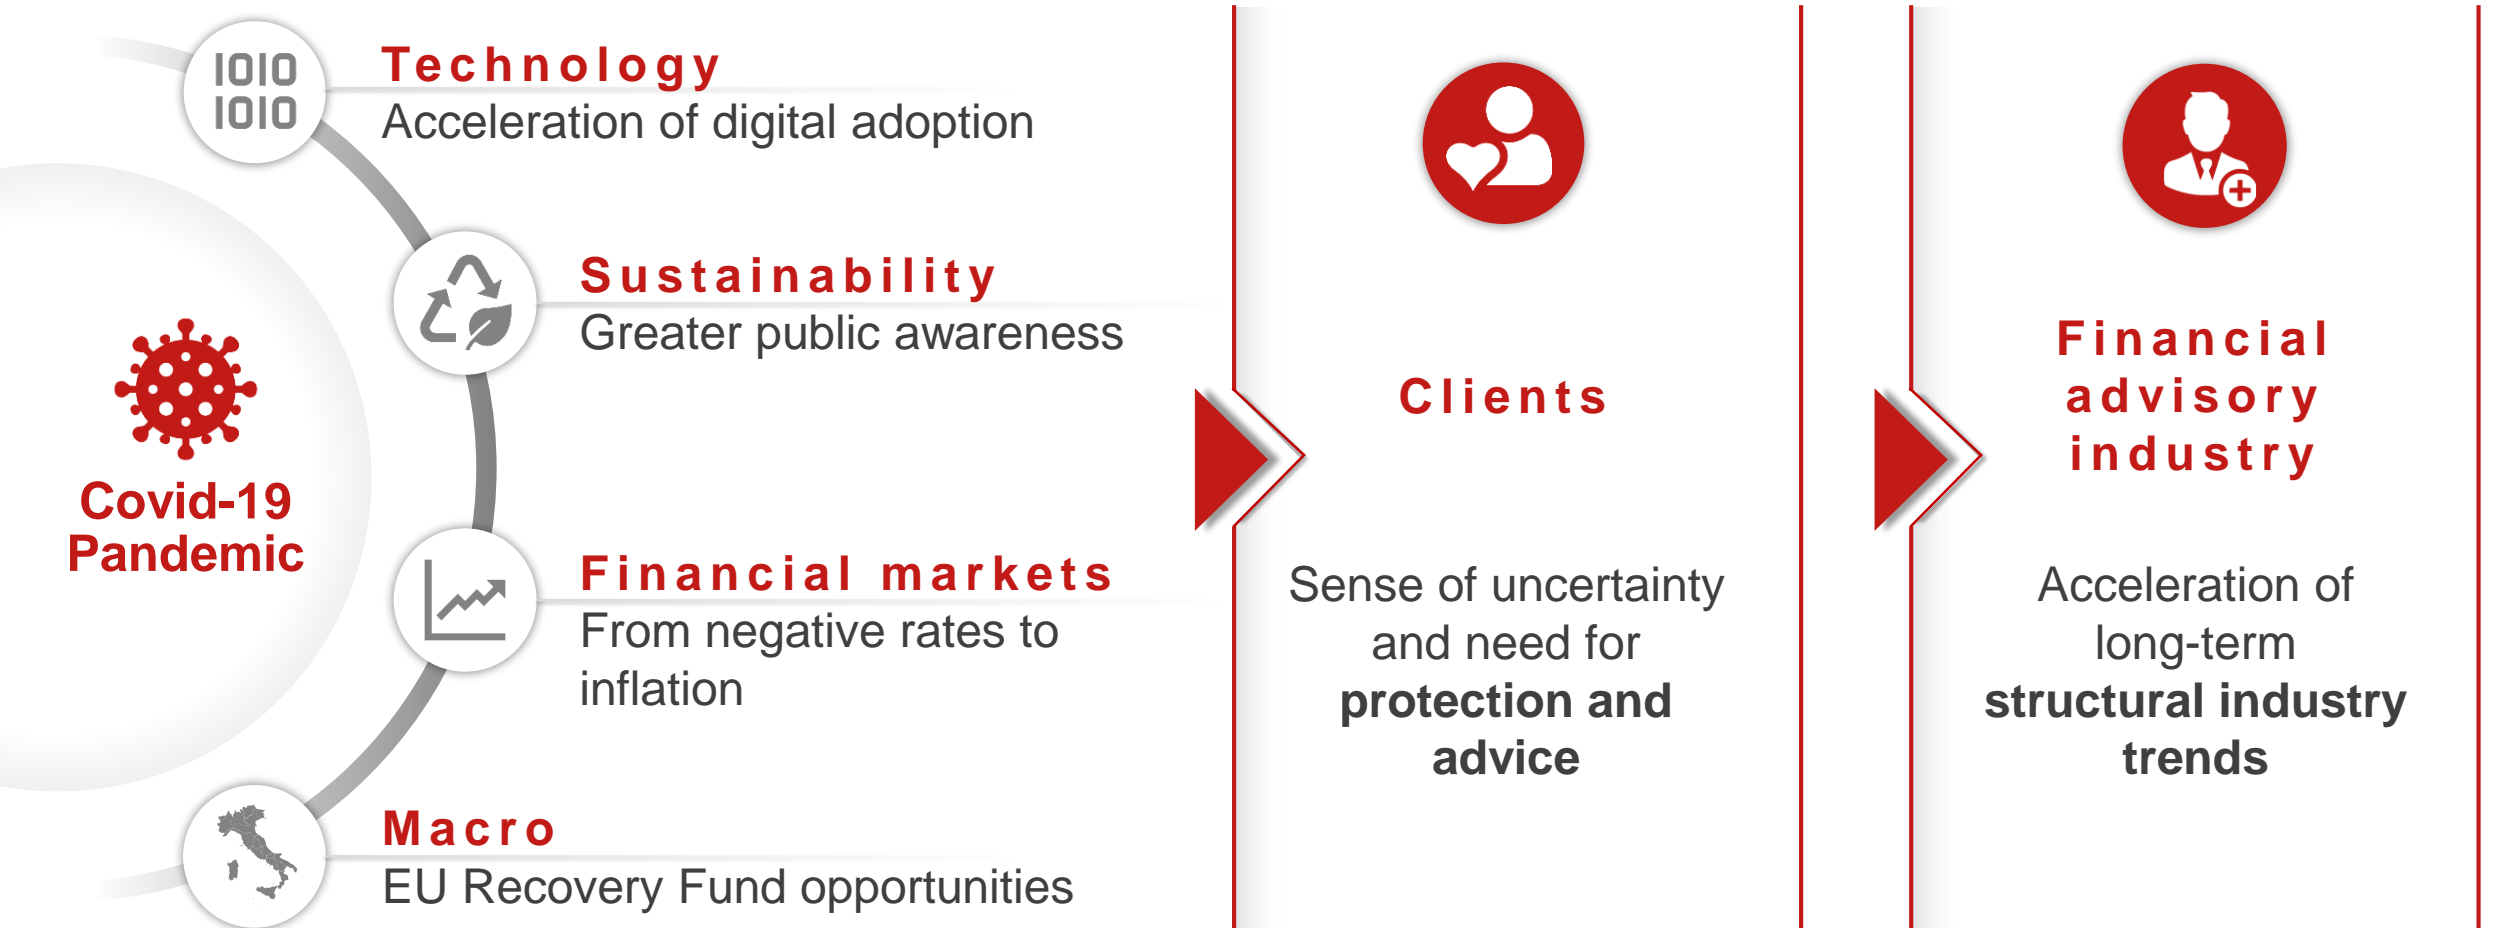 IOIO
IOIO
Technology
Acceleration of digital adoption
Sustainability
Greater public awareness
Covid-19
Pandemic
Financial markets
From negative rates to
inflation
Macro
EU Recovery Fund opportunities
Clients
Sense of uncertainty
and need for
protection and
advice
Financial
advisory
industry
Acceleration of
long-term
structural industry
trends